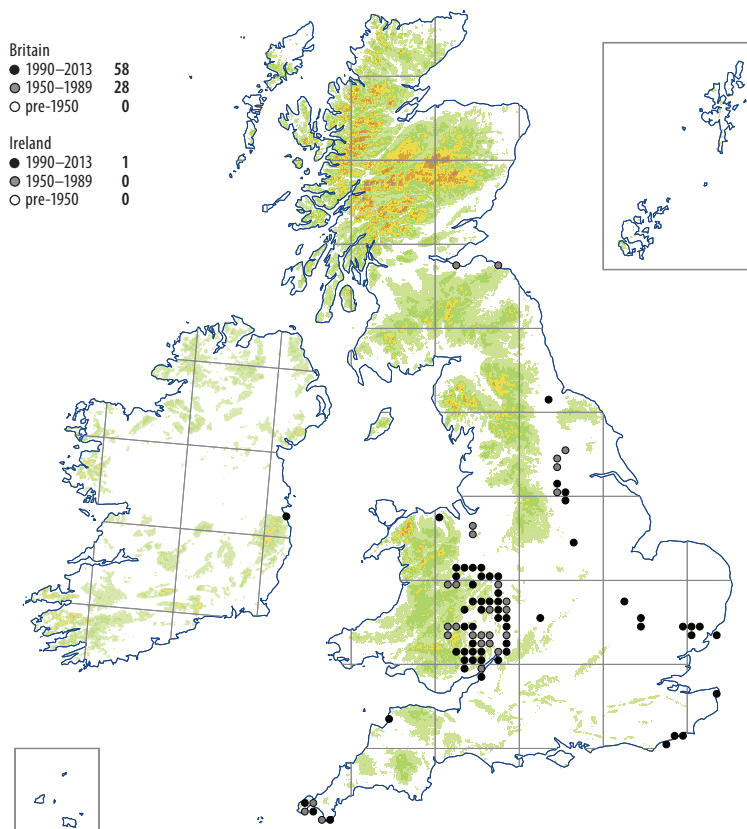 Britain
● 1990–2013 58
● 1950–1989 28
○ pre-1950 0
Ireland
● 1990–2013 1
● 1950–1989 0
○ pre-1950 0